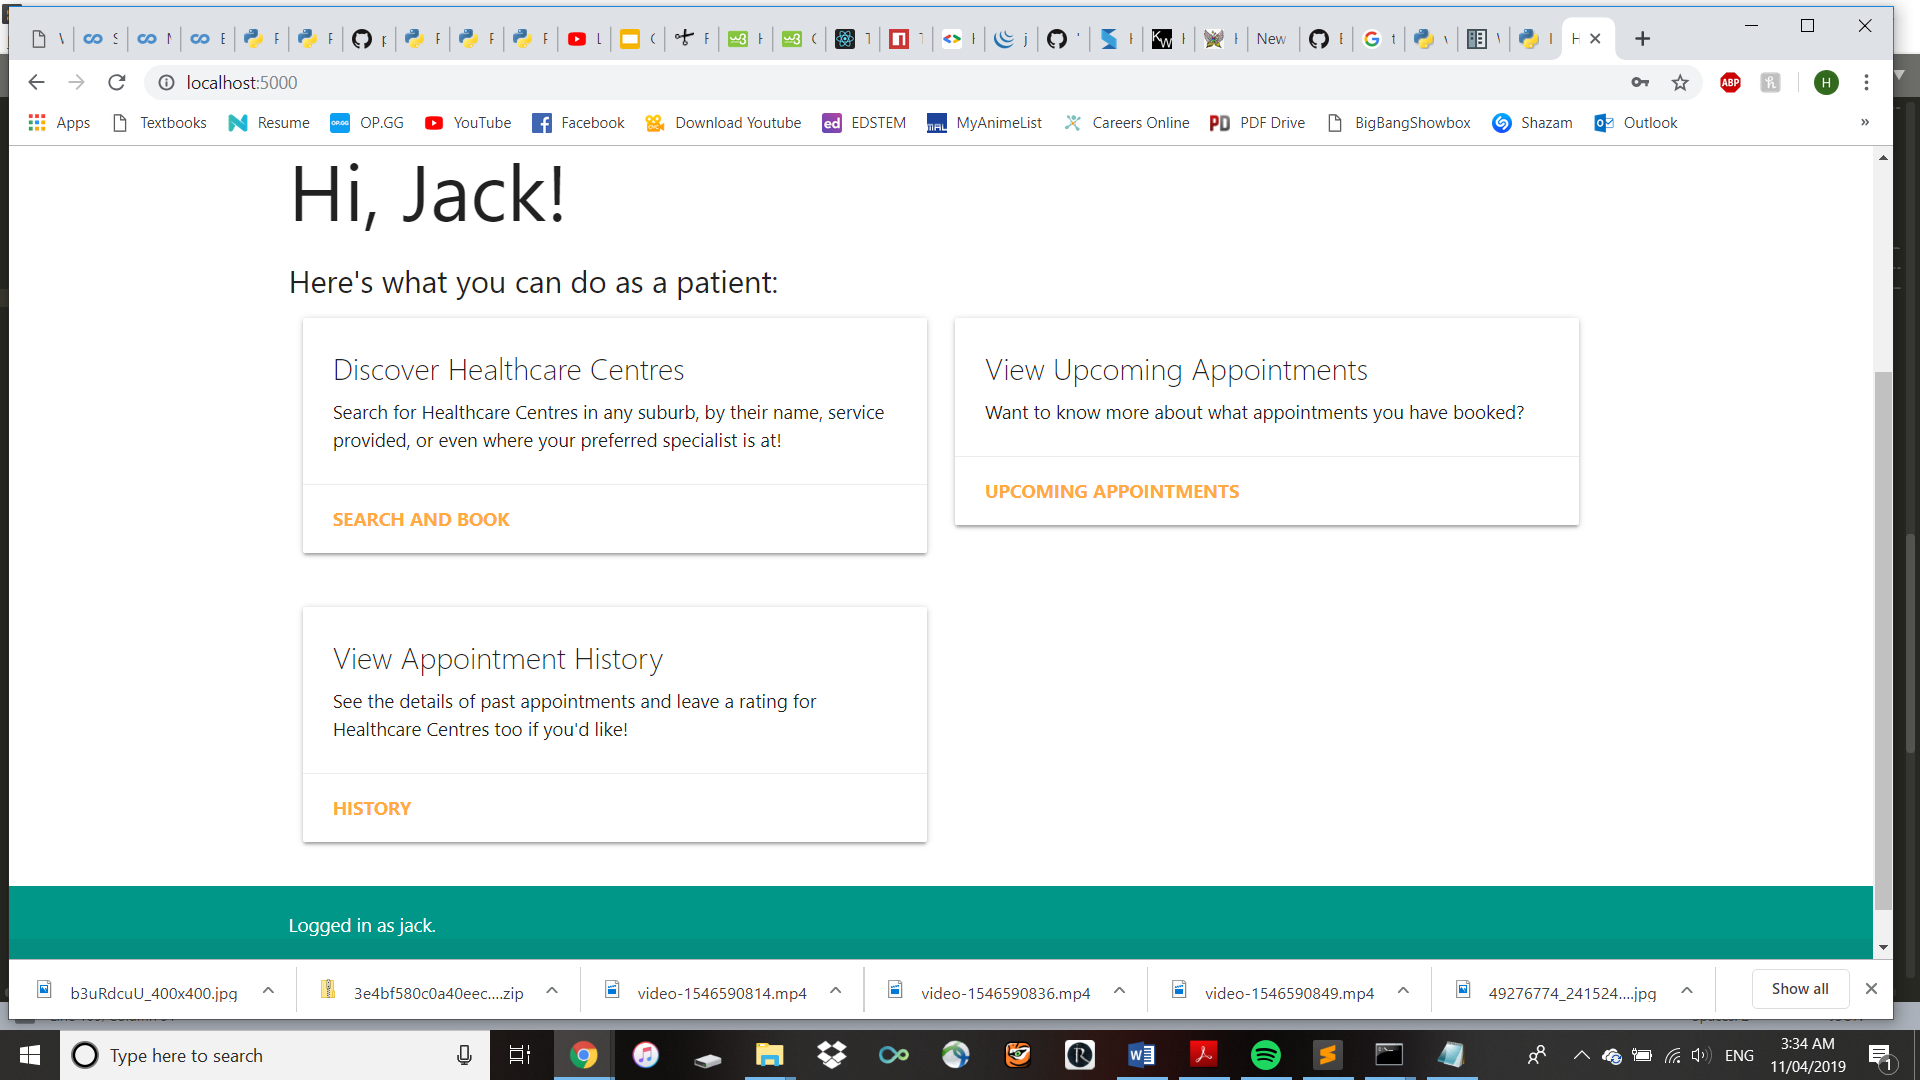 New
localhost:5000
ABP
H
Apps
Textbooks
Resume
OP.GG
YouTube
Facebook
Download Youtube
ed
EDSTEM
MAL
MyAnimeList
Careers Online
PD
PDF Drive
BigBangShowbox
Shazam
Outlook
»
Hi, Jack!
Here's what you can do as a patient:
Discover Healthcare Centres
Search for Healthcare Centres in any suburb, by their name, service
provided, or even where your preferred specialist is at!
SEARCH AND BOOK
View Upcoming Appointments
Want to know more about what appointments you have booked?
UPCOMING APPOINTMENTS
View Appointment History
See the details of past appointments and leave a rating for
Healthcare Centres too if you'd like!
HISTORY
Logged in as jack.
b3uRdcuU_400x400.jpg
3e4bf580c0a40eec....zip
video-1546590814.mp4
video-1546590836.mp4
video-1546590849.mp4
49276774_241524....jpg
Show all
Type here to search
ENG
3:34 AM
11/04/2019
1